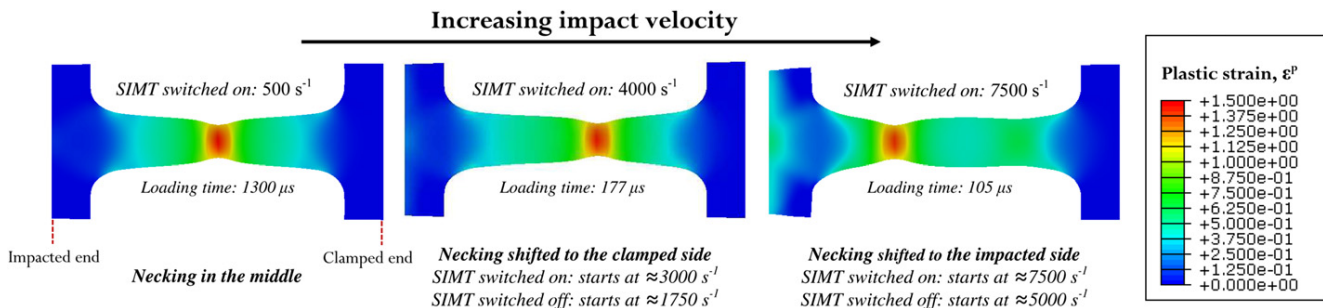 Increasing impact velocity
SIMT switched on: 500 s⁻¹
SIMT switched on: 4000 s⁻¹
SIMT switched on: 7500 s⁻¹
Loading time: 1300 μs
Loading time: 177 μs
Loading time: 105 μs
Impacted end
Clamped end
Necking in the middle
Necking shifted to the clamped side
SIMT switched on: starts at ≈3000 s⁻¹
SIMT switched off: starts at ≈1750 s⁻¹
Necking shifted to the impacted side
SIMT switched on: starts at ≈7500 s⁻¹
SIMT switched off: starts at ≈5000 s⁻¹
Plastic strain, εᵖ
+1.500e+00
+1.375e+00
+1.250e+00
+1.125e+00
+1.000e+00
+8.750e-01
+7.500e-01
+6.250e-01
+5.000e-01
+3.750e-01
+2.500e-01
+1.250e-01
+0.000e+00